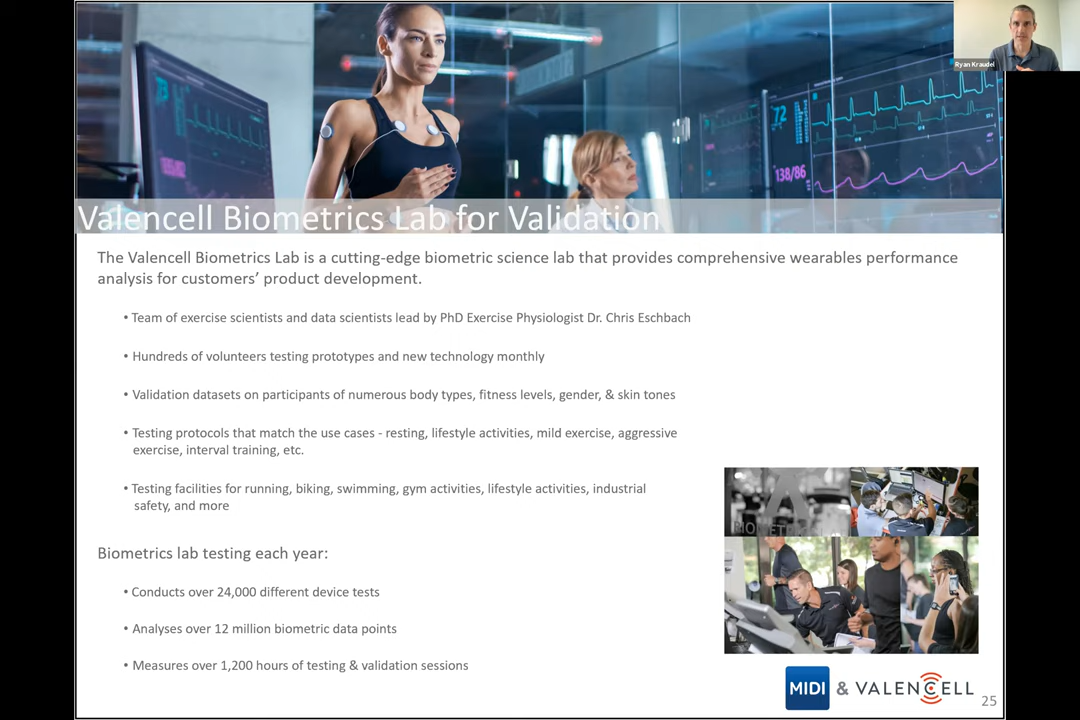 Ryan Kraudel
72
138/86
Valencell Biometrics Lab for Validation
The Valencell Biometrics Lab is a cutting-edge biometric science lab that provides comprehensive wearables performance
analysis for customers’ product development.
• Team of exercise scientists and data scientists lead by PhD Exercise Physiologist Dr. Chris Eschbach
• Hundreds of volunteers testing prototypes and new technology monthly
• Validation datasets on participants of numerous body types, fitness levels, gender, & skin tones
• Testing protocols that match the use cases - resting, lifestyle activities, mild exercise, aggressive
exercise, interval training, etc.
• Testing facilities for running, biking, swimming, gym activities, lifestyle activities, industrial
safety, and more
Biometrics lab testing each year:
• Conducts over 24,000 different device tests
• Analyses over 12 million biometric data points
• Measures over 1,200 hours of testing & validation sessions
MIDI & VALENCELL
25